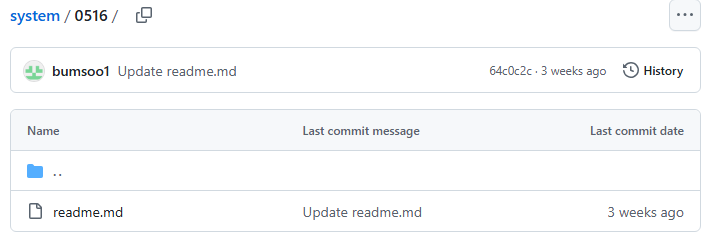 system / 0516 /
bumsoo1 Update readme.md 64c0c2c · 3 weeks ago History
Name Last commit message Last commit date
..
readme.md Update readme.md 3 weeks ago